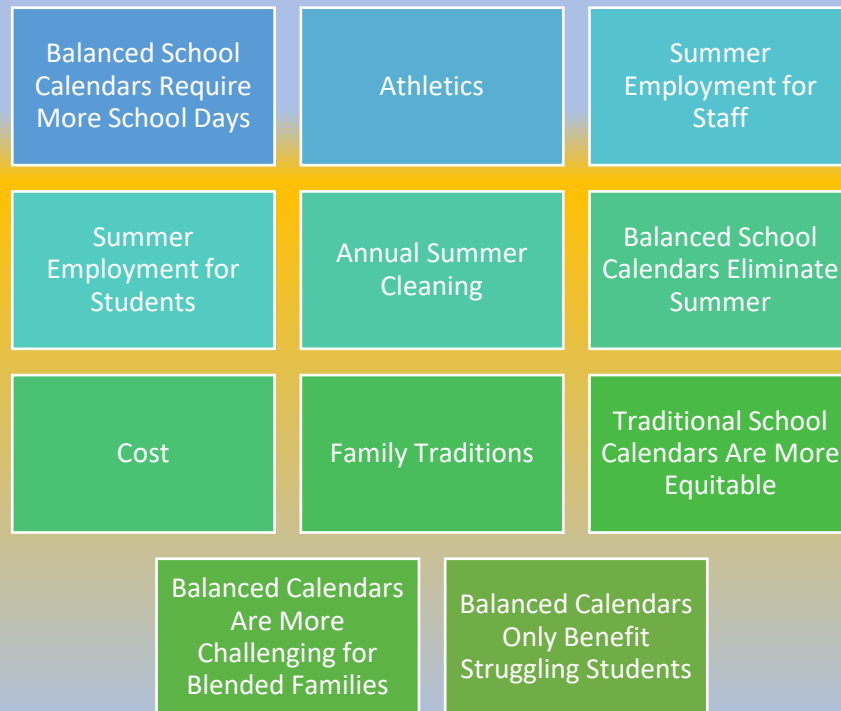 Balanced School
Calendars Require
More School Days
Athletics
Summer
Employment for
Staff
Summer
Employment for
Students
Annual Summer
Cleaning
Balanced School
Calendars Eliminate
Summer
Cost
Family Traditions
Traditional School
Calendars Are More
Equitable
Balanced Calendars
Are More
Challenging for
Blended Families
Balanced Calendars
Only Benefit
Struggling Students